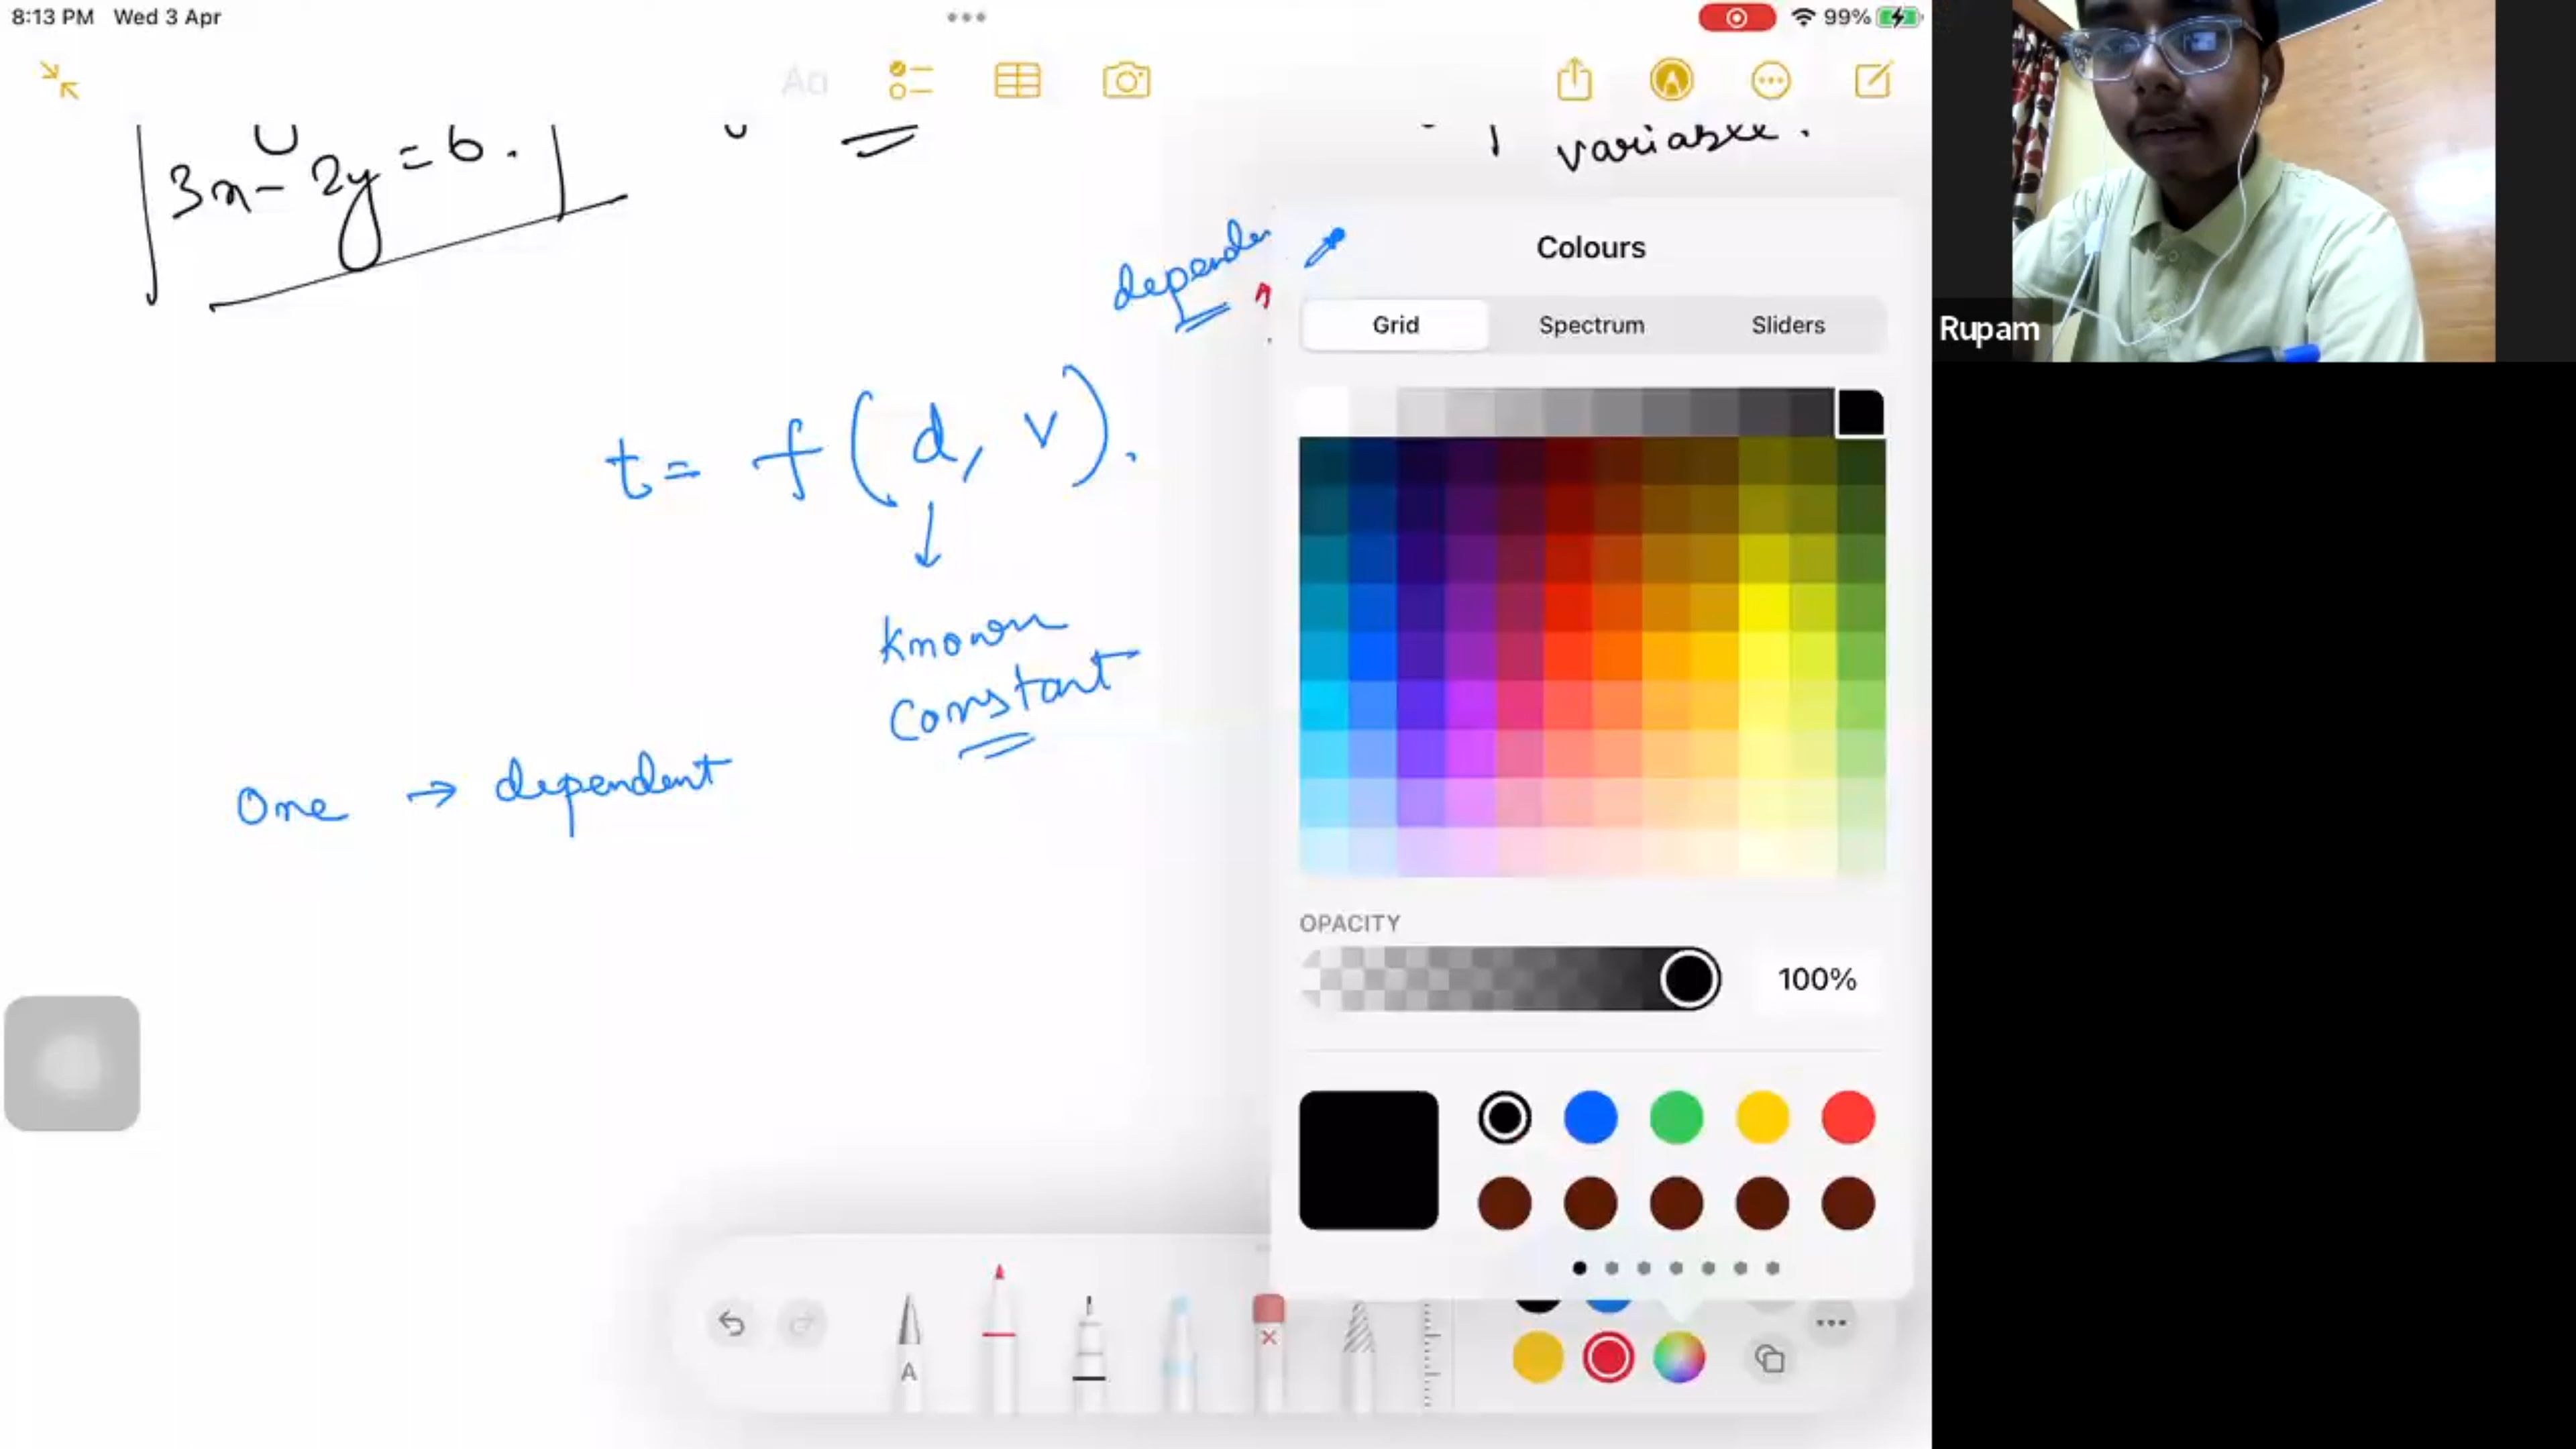 8:13 PM Wed 3 Apr
99%
Aa
3x - 2y = 6.
variable.
Colours
Grid Spectrum Sliders
Rupam
t = f(d, v).
known
constant
One → dependent
OPACITY
100%
A